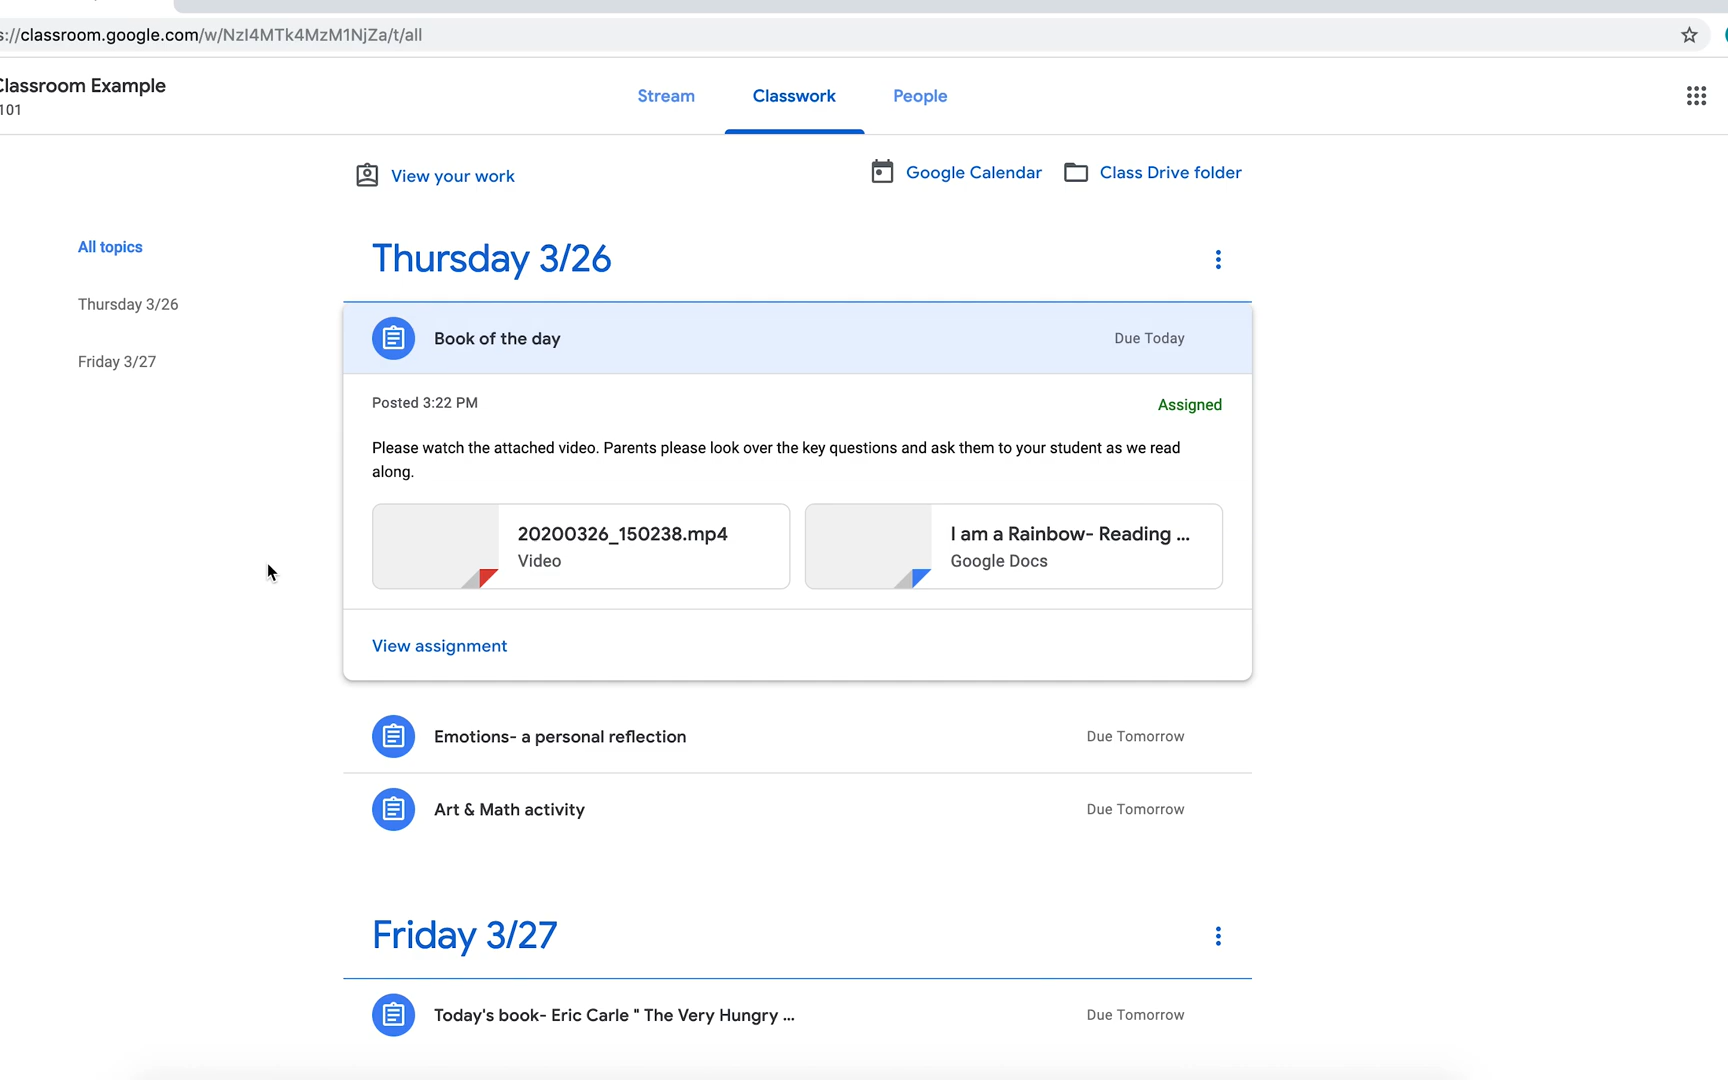 s://classroom.google.com/w/NzI4MTk4MzM1NjZa/t/all
Classroom Example
101
Stream
Classwork
People
View your work
Google Calendar
Class Drive folder
All topics
Thursday 3/26
Friday 3/27
Thursday 3/26
Book of the day
Due Today
Posted 3:22 PM
Assigned
Please watch the attached video. Parents please look over the key questions and ask them to your student as we read
along.
20200326_150238.mp4
Video
I am a Rainbow- Reading ...
Google Docs
View assignment
Emotions- a personal reflection
Due Tomorrow
Art & Math activity
Due Tomorrow
Friday 3/27
Today's book- Eric Carle " The Very Hungry ...
Due Tomorrow